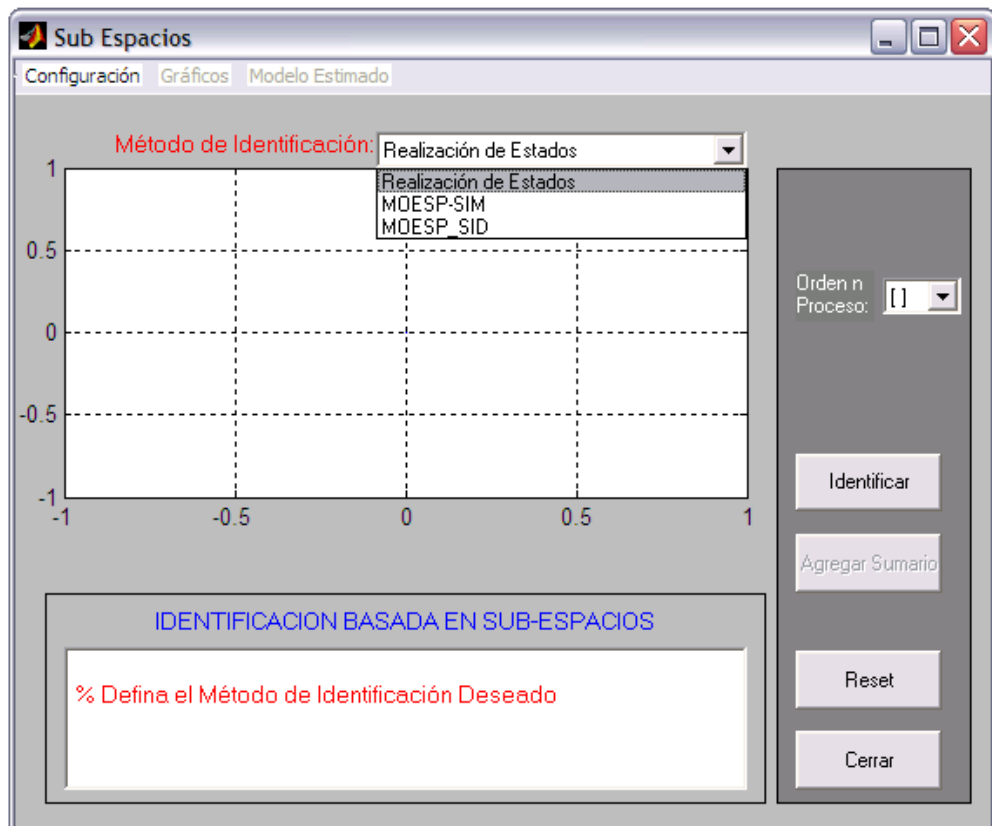 Sub Espacios
Configuración Gráficos Modelo Estimado
Método de Identificación: Realización de Estados
Realización de Estados
MOESP-SIM
MOESP_SID
1
0.5
0
-0.5
-1
-1 -0.5 0 0.5 1
Orden n
Proceso: [ ]
Identificar
Agregar Sumario
Reset
Cerrar
IDENTIFICACION BASADA EN SUB-ESPACIOS
% Defina el Método de Identificación Deseado